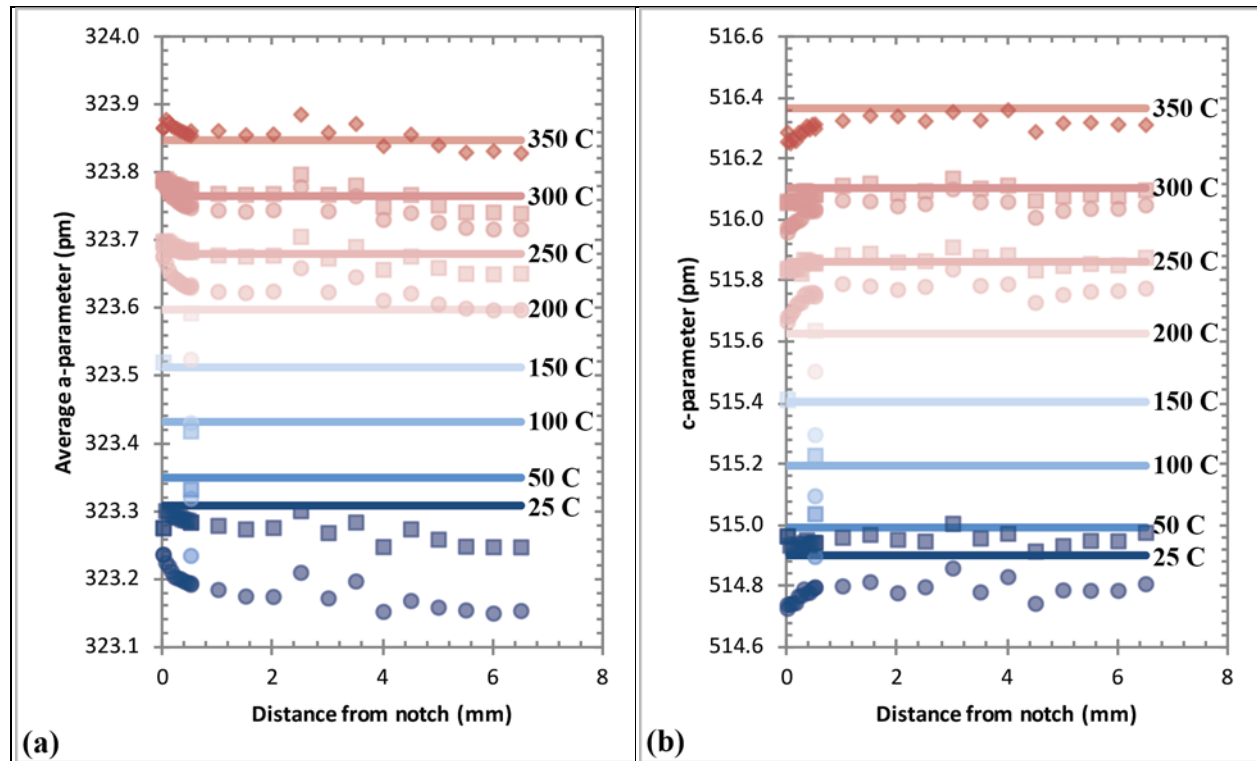 324.0
323.9
323.8
323.7
323.6
323.5
323.4
323.3
323.2
323.1
Average a-parameter (pm)
350 C
300 C
250 C
200 C
150 C
100 C
50 C
25 C
0 2 4 6 8
Distance from notch (mm)
(a)
516.6
516.4
516.2
516.0
515.8
515.6
515.4
515.2
515.0
514.8
514.6
c-parameter (pm)
350 C
300 C
250 C
200 C
150 C
100 C
50 C
25 C
0 2 4 6 8
Distance from notch (mm)
(b)